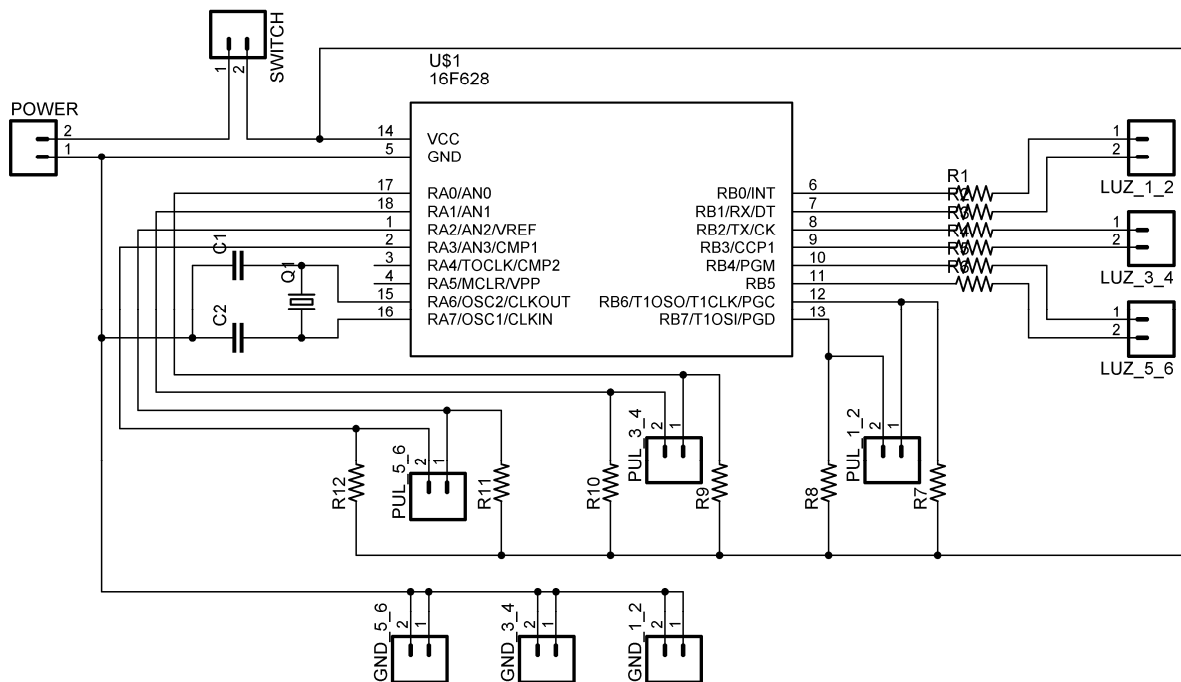 SWITCH
1
2
U$1
16F628
POWER
2
1
14
VCC
5
GND
17
RA0/AN0
18
RA1/AN1
1
RA2/AN2/VREF
2
RA3/AN3/CMP1
3
RA4/TOCLK/CMP2
4
RA5/MCLR/VPP
15
RA6/OSC2/CLKOUT
16
RA7/OSC1/CLKIN
RB0/INT
6
RB1/RX/DT
7
RB2/TX/CK
8
RB3/CCP1
9
RB4/PGM
10
RB5
11
RB6/T1OSO/T1CLK/PGC
12
RB7/T1OSI/PGD
13
C1
C2
Q1
R1
R2
R3
R4
R5
R6
1
2
LUZ_1_2
1
2
LUZ_3_4
1
2
LUZ_5_6
R12
PUL_5_6
2
1
R11
R10
PUL_3_4
2
1
R9
R8
PUL_1_2
2
1
R7
GND_5_6
2
1
GND_3_4
2
1
GND_1_2
2
1